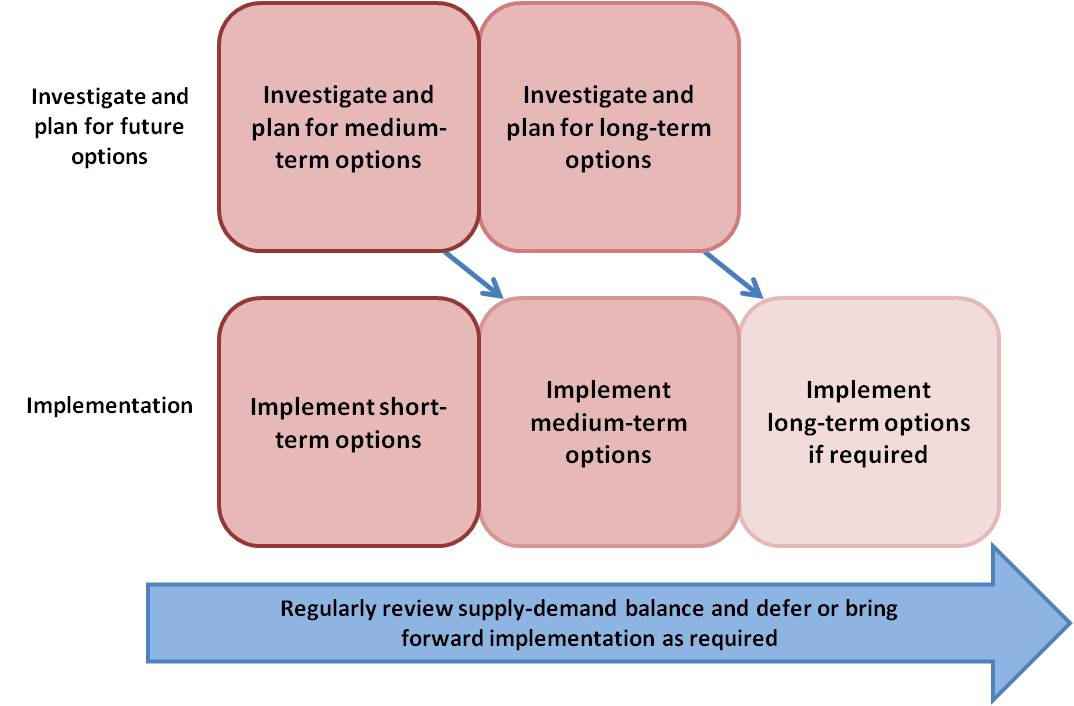 Investigate and
plan for future
options
Investigate and
plan for medium-
term options
Investigate and
plan for long-term
options
Implementation
Implement short-
term options
Implement
medium-term
options
Implement
long-term options
if required
Regularly review supply-demand balance and defer or bring
forward implementation as required